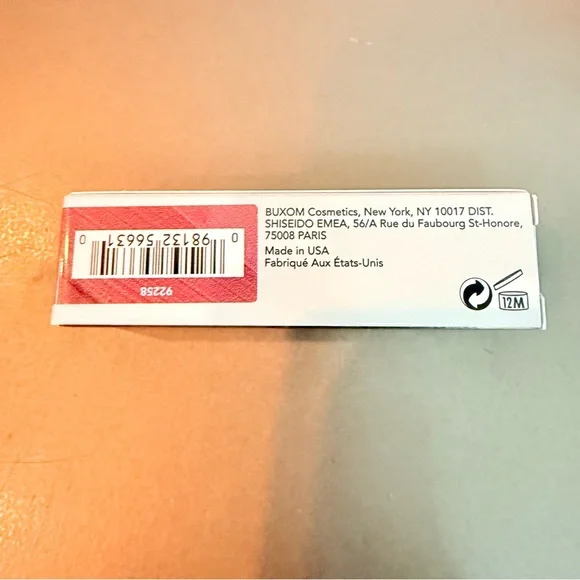 BUXOM Cosmetics, New York, NY 10017 DIST.
SHISEIDO EMEA, 56/A Rue du Faubourg St-Honore,
75008 PARIS
Made in USA
Fabriqué Aux États-Unis
12M
0 98132 56631 0
92258